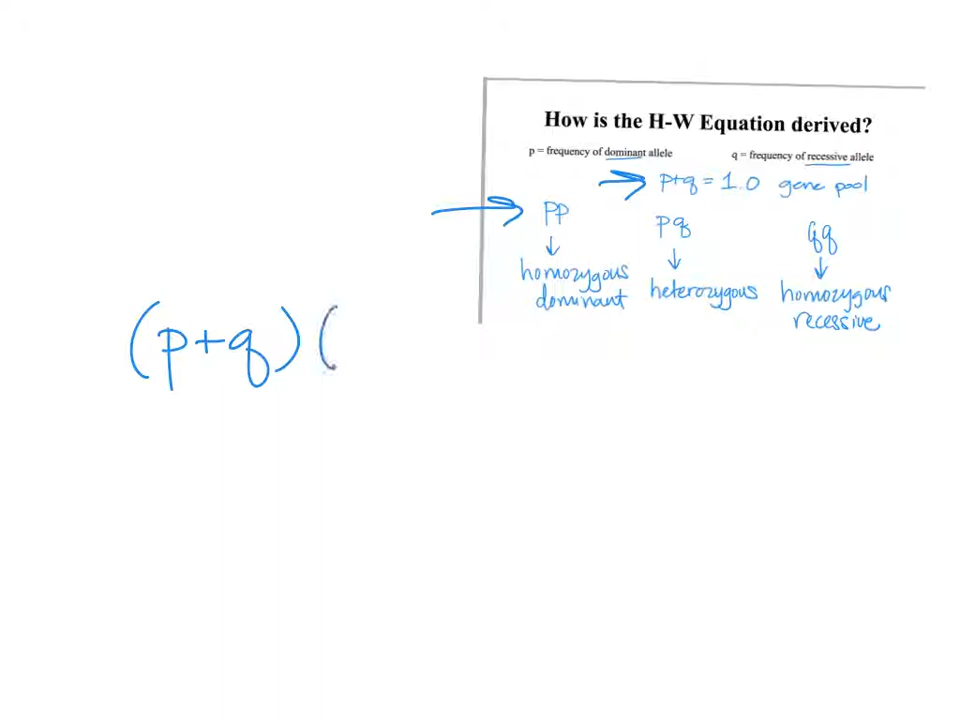 How is the H-W Equation derived?
p = frequency of dominant allele q = frequency of recessive allele
p+q = 1.0 gene pool
pp pq qq
homozygous dominant heterozygous homozygous recessive
(p+q)(